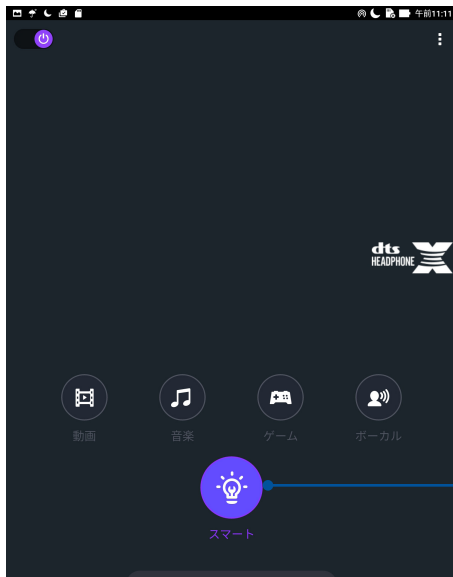 午前11:11
dts
HEADPHONE X
動画
音楽
ゲーム
ボーカル
スマート